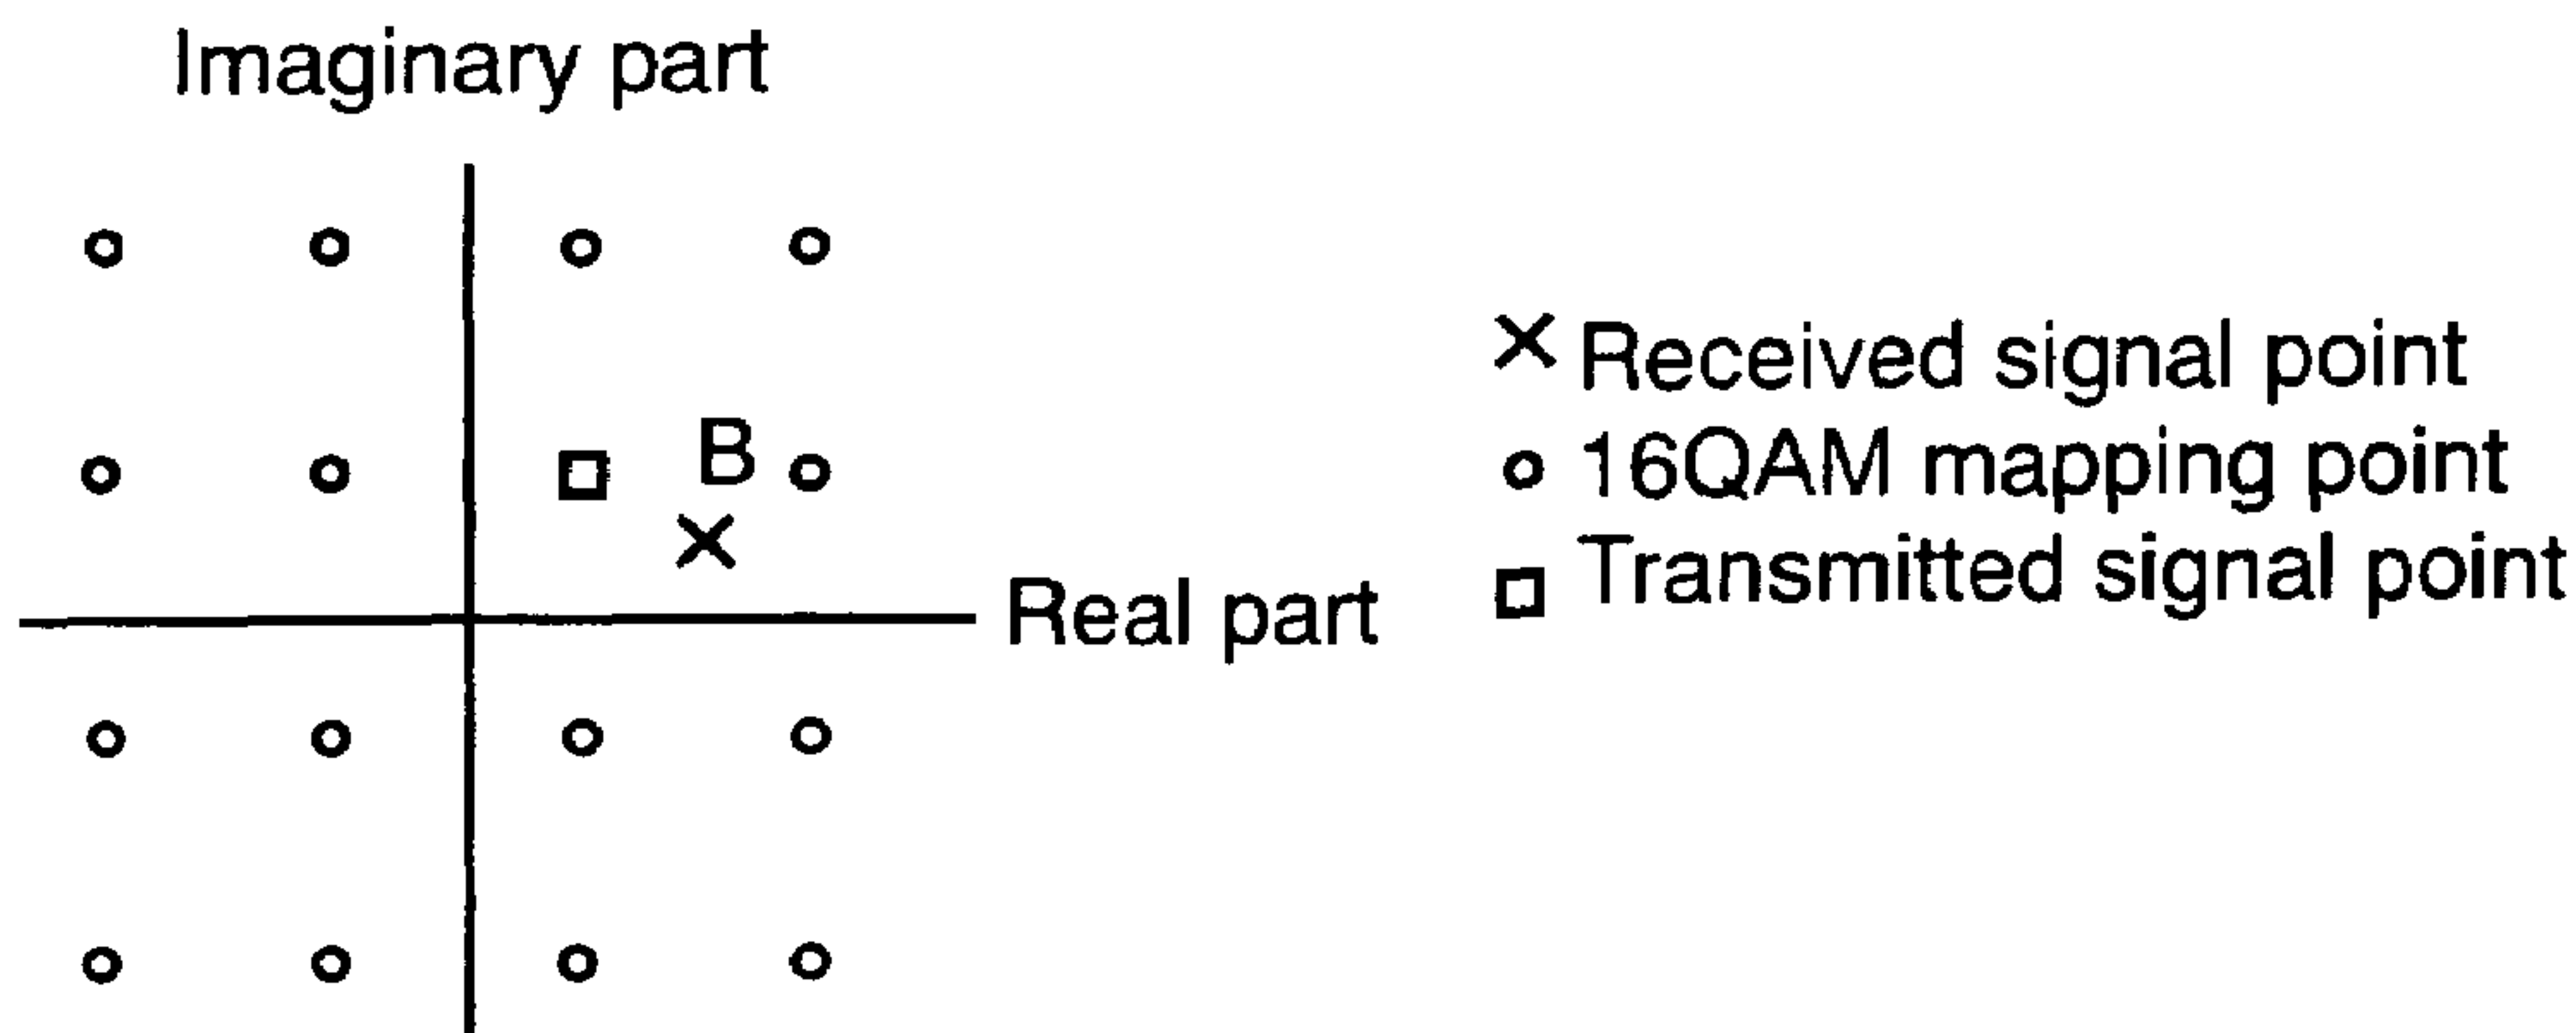 Imaginary part
B
Real part
Received signal point
16QAM mapping point
Transmitted signal point